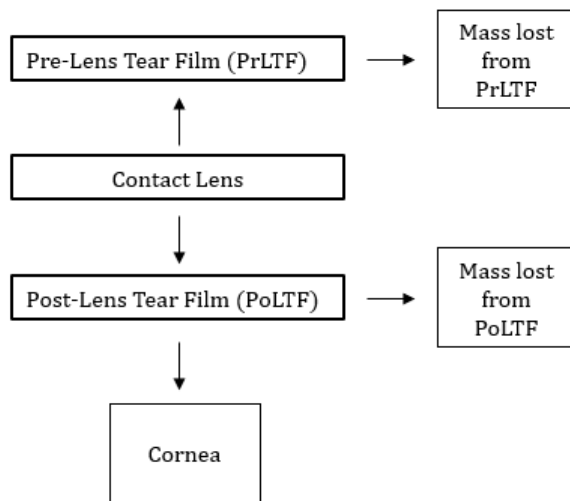 Pre-Lens Tear Film (PrLTF)
Mass lost
from
PrLTF
Contact Lens
Post-Lens Tear Film (PoLTF)
Mass lost
from
PoLTF
Cornea